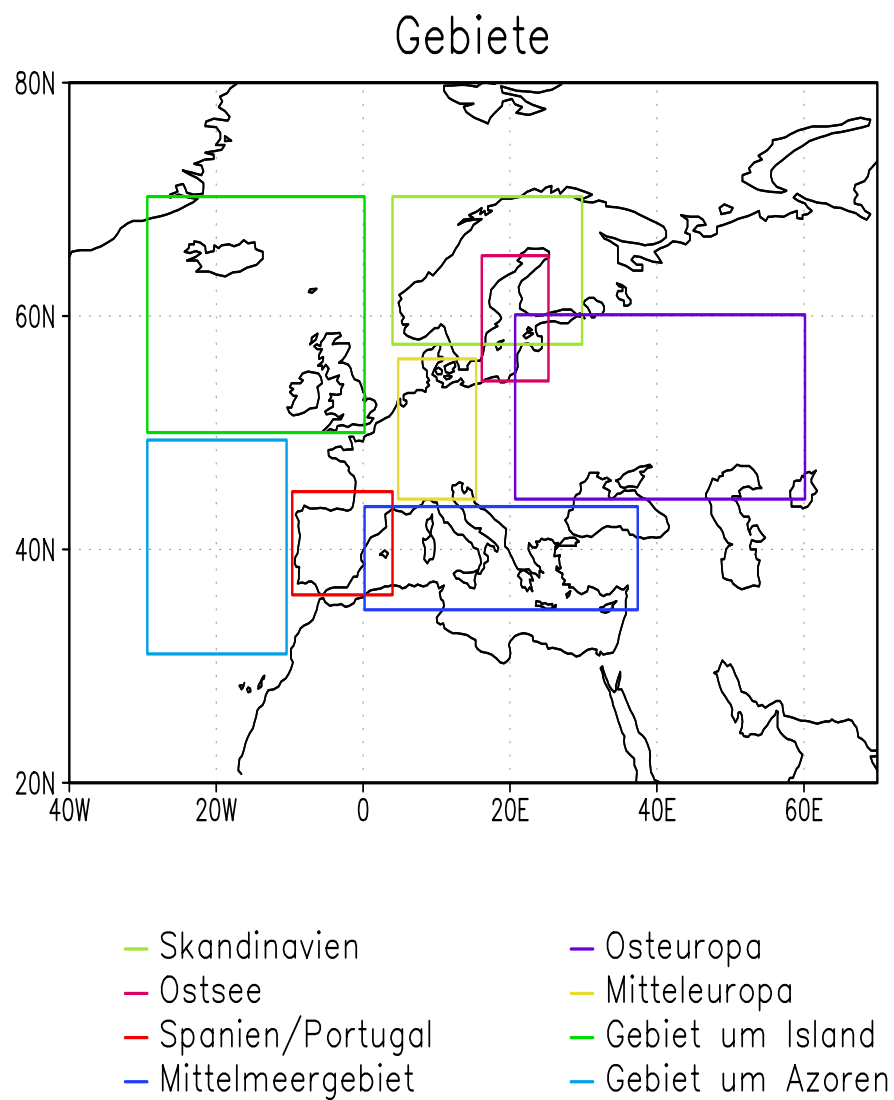 Gebiete
80N
60N
40N
20N
40W 20W 0 20E 40E 60E
Skandinavien
Ostsee
Spanien/Portugal
Mittelmeergebiet
Osteuropa
Mitteleuropa
Gebiet um Island
Gebiet um Azoren